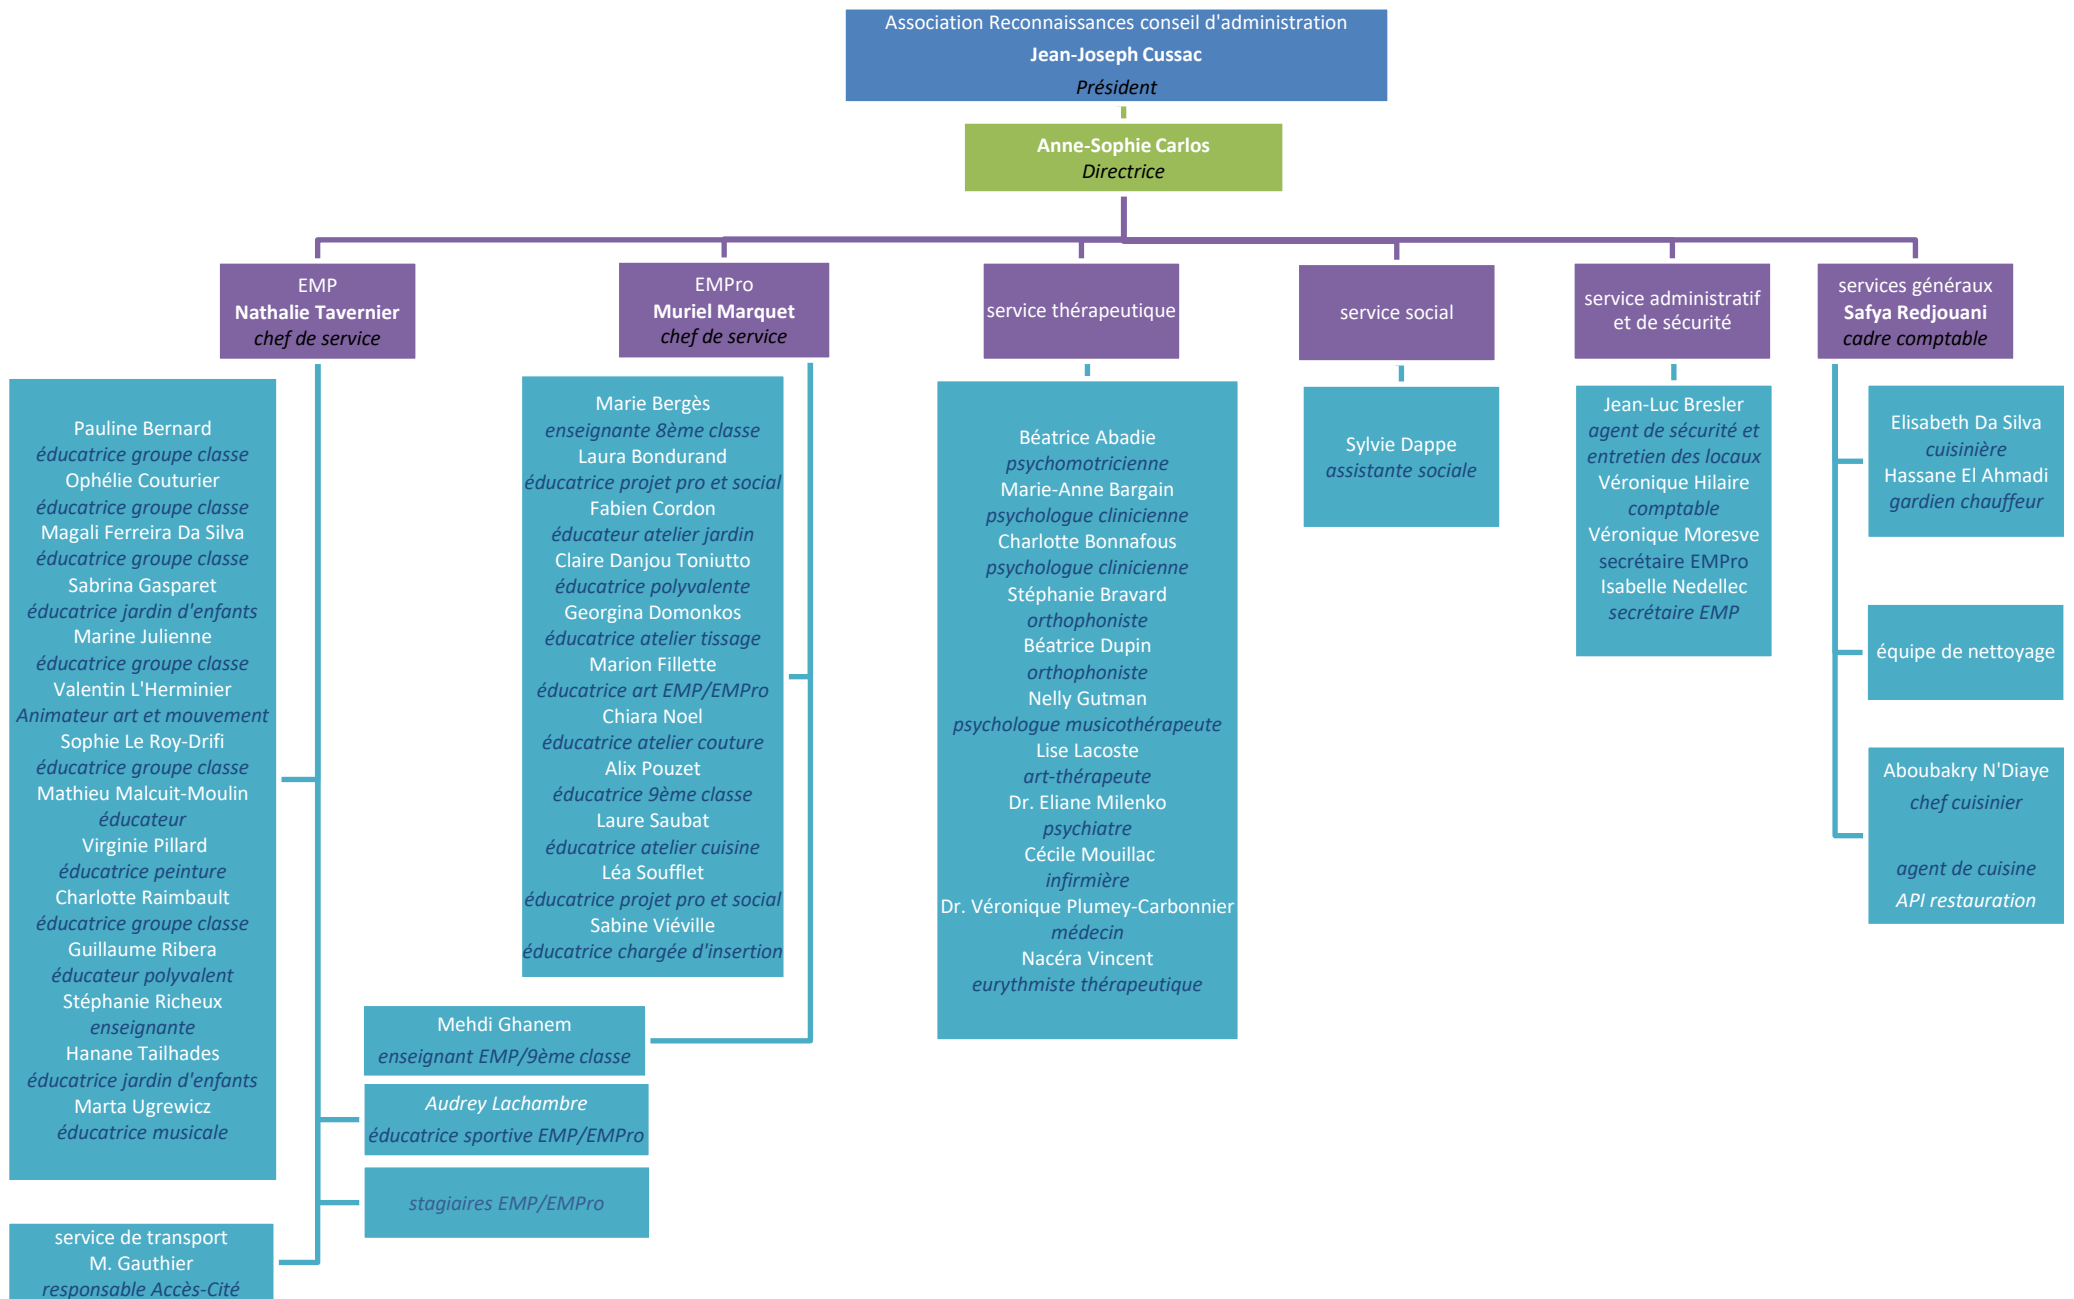 Association Reconnaissances conseil d'administration
Jean-Joseph Cussac
Président
Anne-Sophie Carlos
Directrice
EMP
Nathalie Tavernier
chef de service
EMPro
Muriel Marquet
chef de service
service thérapeutique
service social
service administratif
et de sécurité
services généraux
Safya Redjouani
cadre comptable
Pauline Bernard
éducatrice groupe classe
Ophélie Couturier
éducatrice groupe classe
Magali Ferreira Da Silva
éducatrice groupe classe
Sabrina Gasparet
éducatrice jardin d'enfants
Marine Julienne
éducatrice groupe classe
Valentin L'Herminier
Animateur art et mouvement
Sophie Le Roy-Drifi
éducatrice groupe classe
Mathieu Malcuit-Moulin
éducateur
Virginie Pillard
éducatrice peinture
Charlotte Raimbault
éducatrice groupe classe
Guillaume Ribera
éducateur polyvalent
Stéphanie Richeux
enseignante
Hanane Tailhades
éducatrice jardin d'enfants
Marta Ugrewicz
éducatrice musicale
service de transport
M. Gauthier
responsable Accès-Cité
Marie Bergès
enseignante 8ème classe
Laura Bondurand
éducatrice projet pro et social
Fabien Cordon
éducateur atelier jardin
Claire Danjou Toniutto
éducatrice polyvalente
Georgina Domonkos
éducatrice atelier tissage
Marion Fillette
éducatrice art EMP/EMPro
Chiara Noel
éducatrice atelier couture
Alix Pouzet
éducatrice 9ème classe
Laure Saubat
éducatrice atelier cuisine
Léa Soufflet
éducatrice projet pro et social
Sabine Viéville
éducatrice chargée d'insertion
Mehdi Ghanem
enseignant EMP/9ème classe
Audrey Lachambre
éducatrice sportive EMP/EMPro
stagiaires EMP/EMPro
Béatrice Abadie
psychomotricienne
Marie-Anne Bargain
psychologue clinicienne
Charlotte Bonnafous
psychologue clinicienne
Stéphanie Bravard
orthophoniste
Béatrice Dupin
orthophoniste
Nelly Gutman
psychologue musicothérapeute
Lise Lacoste
art-thérapeute
Dr. Eliane Milenko
psychiatre
Cécile Mouillac
infirmière
Dr. Véronique Plumey-Carbonnier
médecin
Nacéra Vincent
eurythmiste thérapeutique
Sylvie Dappe
assistante sociale
Jean-Luc Bresler
agent de sécurité et
entretien des locaux
Véronique Hilaire
comptable
Véronique Moresve
secrétaire EMPro
Isabelle Nedellec
secrétaire EMP
Elisabeth Da Silva
cuisinière
Hassane El Ahmadi
gardien chauffeur
équipe de nettoyage
Aboubakry N'Diaye
chef cuisinier
agent de cuisine
API restauration